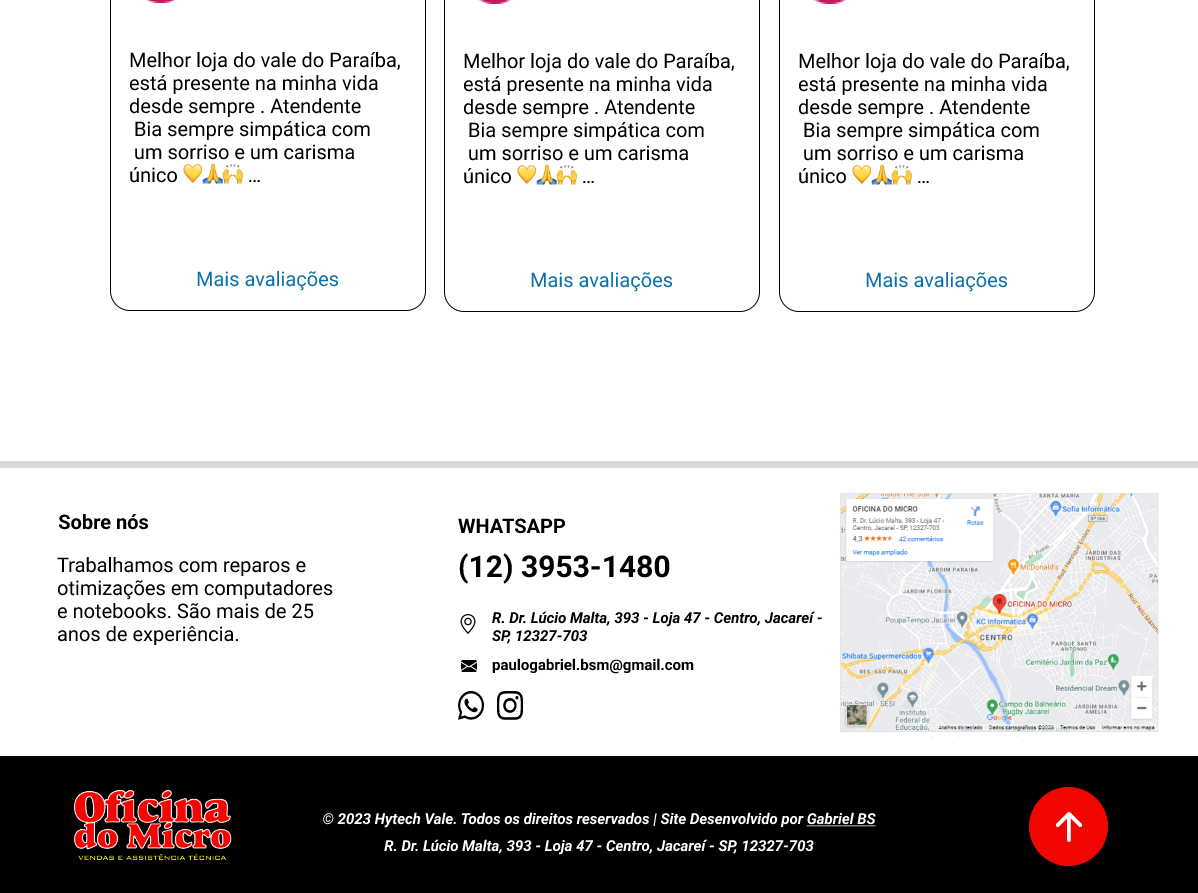 Melhor loja do vale do Paraíba,
está presente na minha vida
desde sempre . Atendente
Bia sempre simpática com
um sorriso e um carisma
único 💛🙏🙌 ...
Mais avaliações
Melhor loja do vale do Paraíba,
está presente na minha vida
desde sempre . Atendente
Bia sempre simpática com
um sorriso e um carisma
único 💛🙏🙌 ...
Mais avaliações
Melhor loja do vale do Paraíba,
está presente na minha vida
desde sempre . Atendente
Bia sempre simpática com
um sorriso e um carisma
único 💛🙏🙌 ...
Mais avaliações
Sobre nós
Trabalhamos com reparos e
otimizações em computadores
e notebooks. São mais de 25
anos de experiência.
WHATSAPP
(12) 3953-1480
R. Dr. Lúcio Malta, 393 - Loja 47 - Centro, Jacareí -
SP, 12327-703
paulogabriel.bsm@gmail.com
OFICINA DO MICRO
R. Dr. Lúcio Malta, 393 - Loja 47 -
Centro, Jacareí - SP, 12327-703
Rotas
4,3
42 comentários
Ver mapa ampliado
SANTA MARIA
Sofia Informática
SP 066
JARDIM DAS
INDUSTRIAS
JARDIM PARAIBA
McDonald's
JARDIM FLORIDA
OFICINA DO MICRO
PoupaTempo Jacareí
KC Informática
CENTRO
PARQUE SANTO
ANTONIO
Shibata Supermercados
Cemitério Jardim da Paz
RES. SÃO PAULO
Residencial Dream
Social - SESI
Instituto
Federal de
Educação,
Campo do Balneário
Rugby Jacareí
JARDIM MARIA
AMÉLIA
Google
Atalhos do teclado
Dados cartográficos ©2023
Termos de Uso
Informar erro no mapa
Oficina
do Micro
VENDAS E ASSISTÊNCIA TÉCNICA
© 2023 Hytech Vale. Todos os direitos reservados | Site Desenvolvido por Gabriel BS
R. Dr. Lúcio Malta, 393 - Loja 47 - Centro, Jacareí - SP, 12327-703